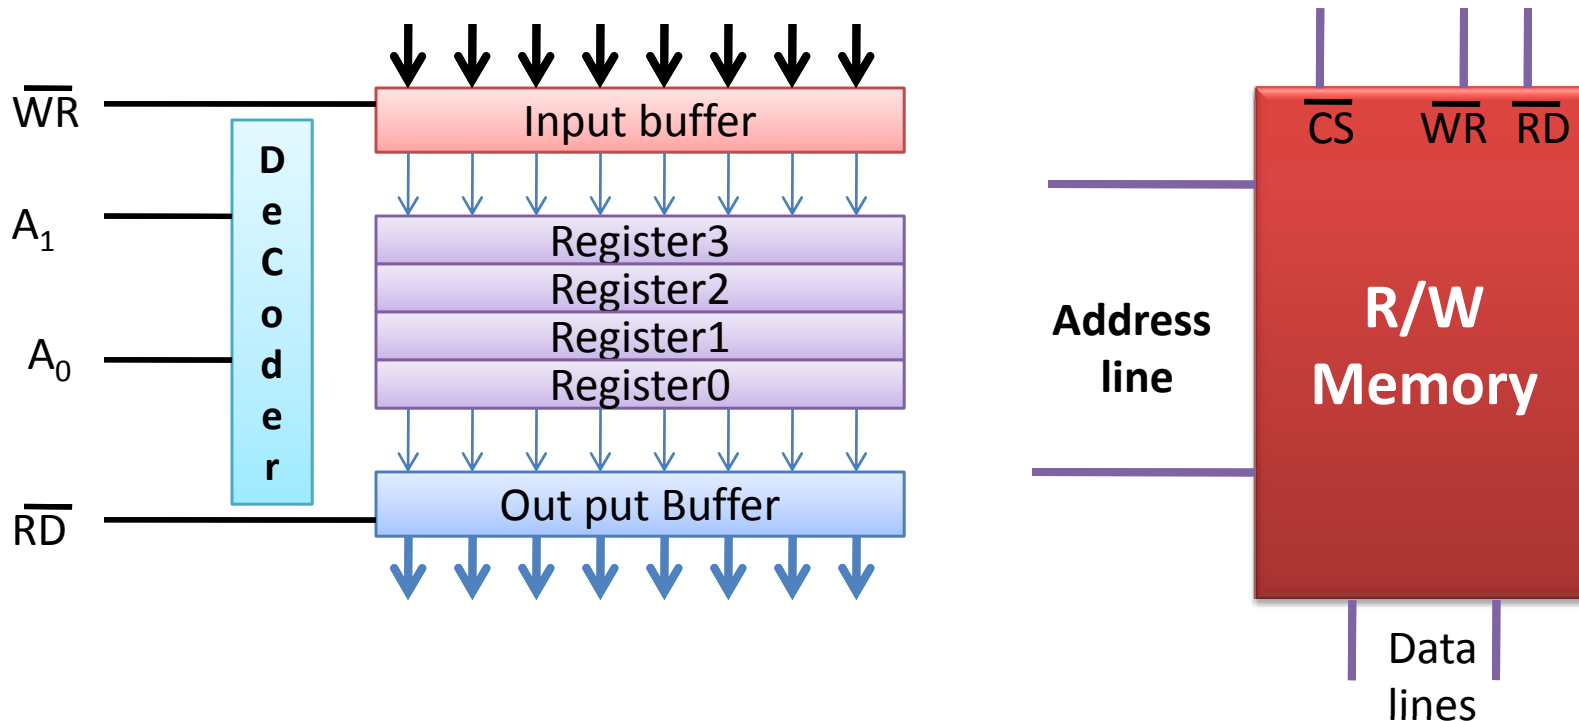 WR
Input buffer
D
e
C
o
d
e
r
A1
A0
Register3
Register2
Register1
Register0
RD
Out put Buffer
CS WR RD
Address
line
R/W
Memory
Data
lines